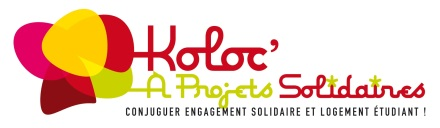 Koloc'
À Projets Solidaires
CONJUGUER ENGAGEMENT SOLIDAIRE ET LOGEMENT ÉTUDIANT !